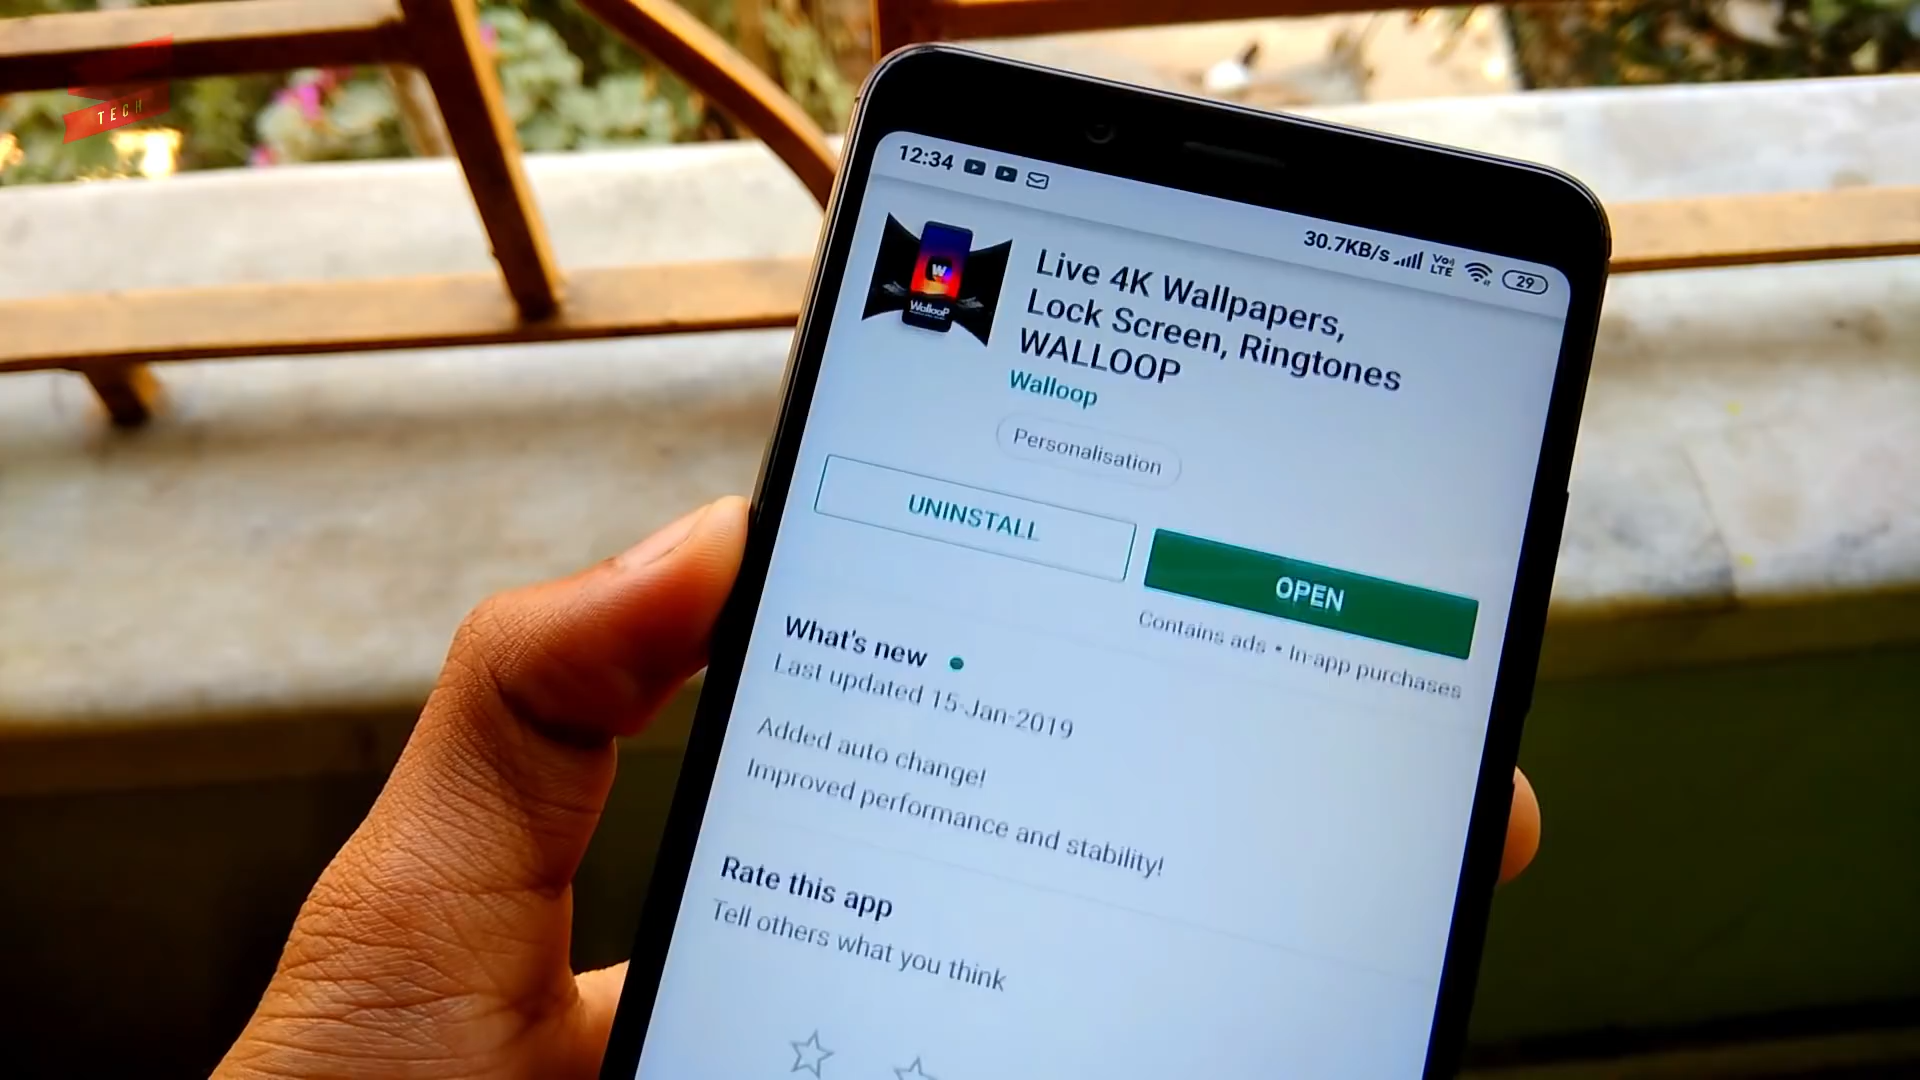 TECH
12:34
30.7KB/s Vo) LTE 29
W
WallooP
Live 4K Wallpapers,
Lock Screen, Ringtones
WALLOOP
Walloop
Personalisation
UNINSTALL
OPEN
Contains ads • In-app purchases
What's new
Last updated 15-Jan-2019
Added auto change!
Improved performance and stability!
Rate this app
Tell others what you think